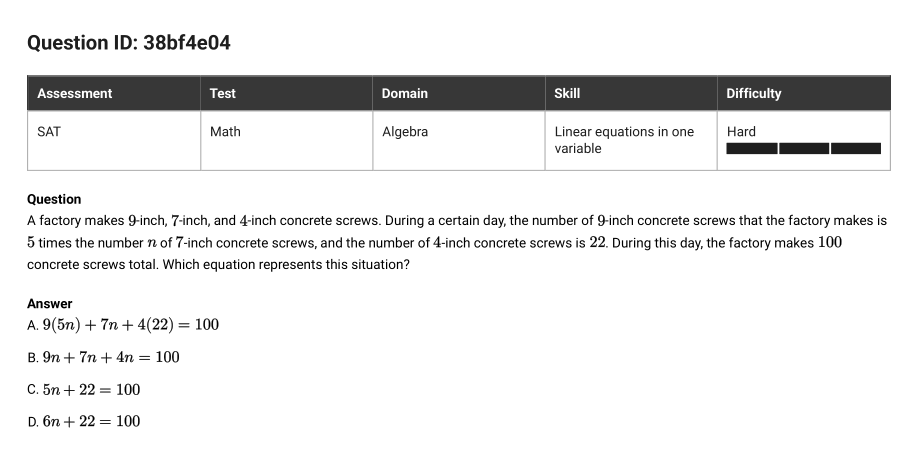 Question ID: 38bf4e04
Assessment Test Domain Skill Difficulty
SAT Math Algebra Linear equations in one variable Hard
Question
A factory makes 9-inch, 7-inch, and 4-inch concrete screws. During a certain day, the number of 9-inch concrete screws that the factory makes is
5 times the number n of 7-inch concrete screws, and the number of 4-inch concrete screws is 22. During this day, the factory makes 100
concrete screws total. Which equation represents this situation?
Answer
A. 9(5n) + 7n + 4(22) = 100
B. 9n + 7n + 4n = 100
C. 5n + 22 = 100
D. 6n + 22 = 100